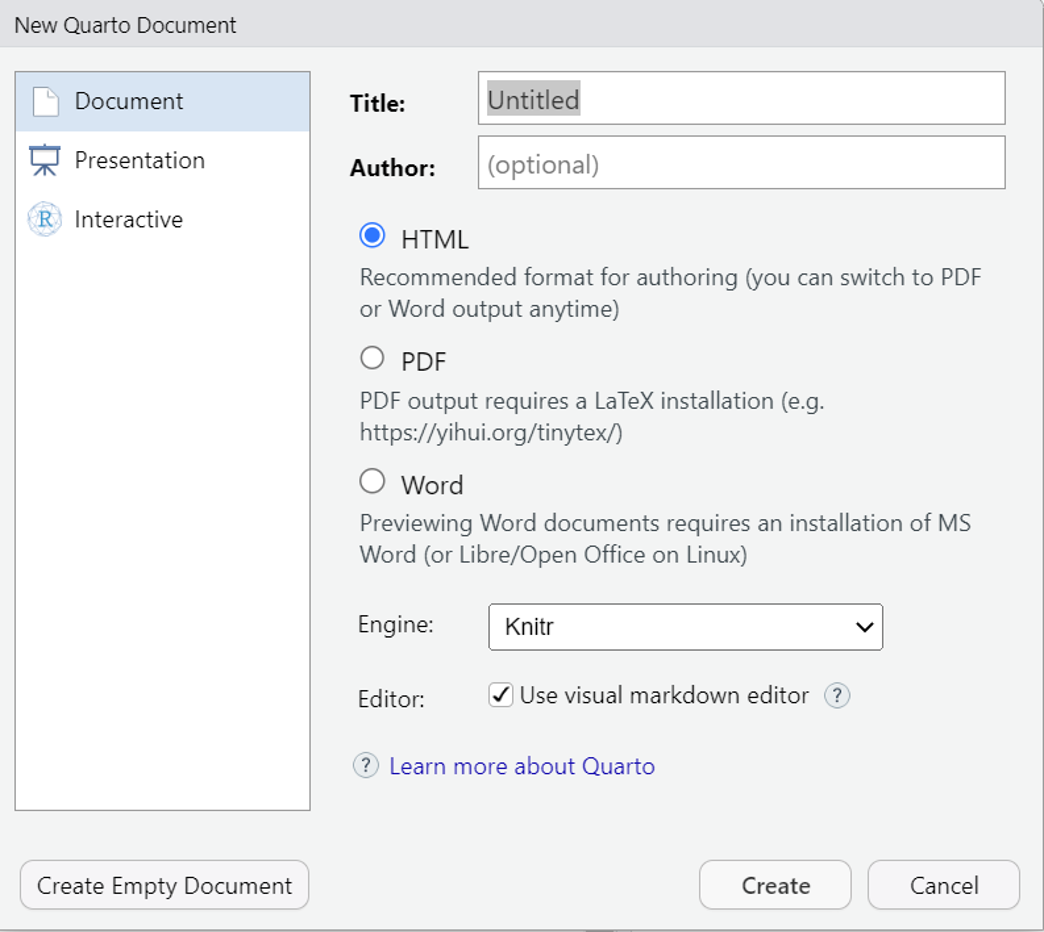 New Quarto Document
Document
Presentation
R Interactive
Title: Untitled
Author: (optional)
HTML
Recommended format for authoring (you can switch to PDF
or Word output anytime)
PDF
PDF output requires a LaTeX installation (e.g.
https://yihui.org/tinytex/)
Word
Previewing Word documents requires an installation of MS
Word (or Libre/Open Office on Linux)
Engine: Knitr
Editor: Use visual markdown editor ?
? Learn more about Quarto
Create Empty Document Create Cancel